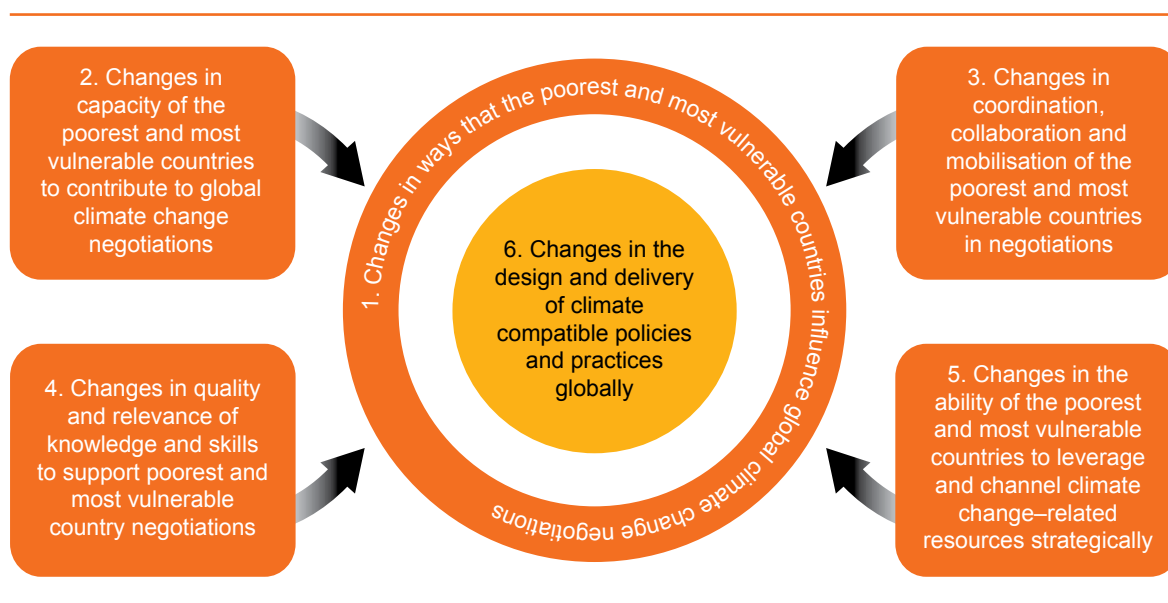 2. Changes in
capacity of the
poorest and most
vulnerable countries
to contribute to global
climate change
negotiations
1. Changes in ways that the poorest and most vulnerable countries influence global climate change negotiations
3. Changes in
coordination,
collaboration and
mobilisation of the
poorest and most
vulnerable countries
in negotiations
6. Changes in the
design and delivery
of climate
compatible policies
and practices
globally
4. Changes in quality
and relevance of
knowledge and skills
to support poorest and
most vulnerable
country negotiations
5. Changes in the
ability of the poorest
and most vulnerable
countries to leverage
and channel climate
change–related
resources strategically